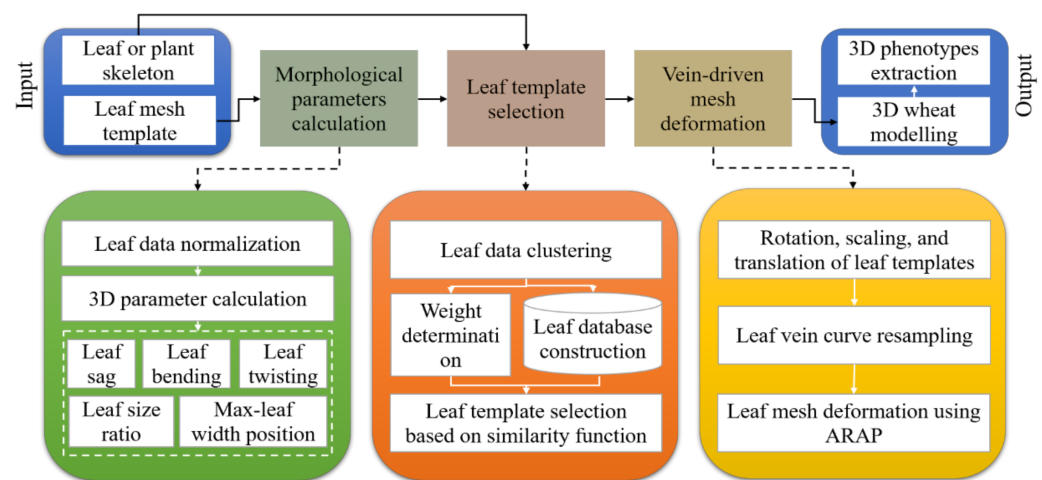 Input
Leaf or plant
skeleton
Leaf mesh
template
Morphological
parameters
calculation
Leaf template
selection
Vein-driven
mesh
deformation
3D phenotypes
extraction
3D wheat
modelling
Output
Leaf data normalization
3D parameter calculation
Leaf
sag
Leaf
bending
Leaf
twisting
Leaf size
ratio
Max-leaf
width position
Leaf data clustering
Weight
determinati
on
Leaf database
construction
Leaf template selection
based on similarity function
Rotation, scaling, and
translation of leaf templates
Leaf vein curve resampling
Leaf mesh deformation using
ARAP